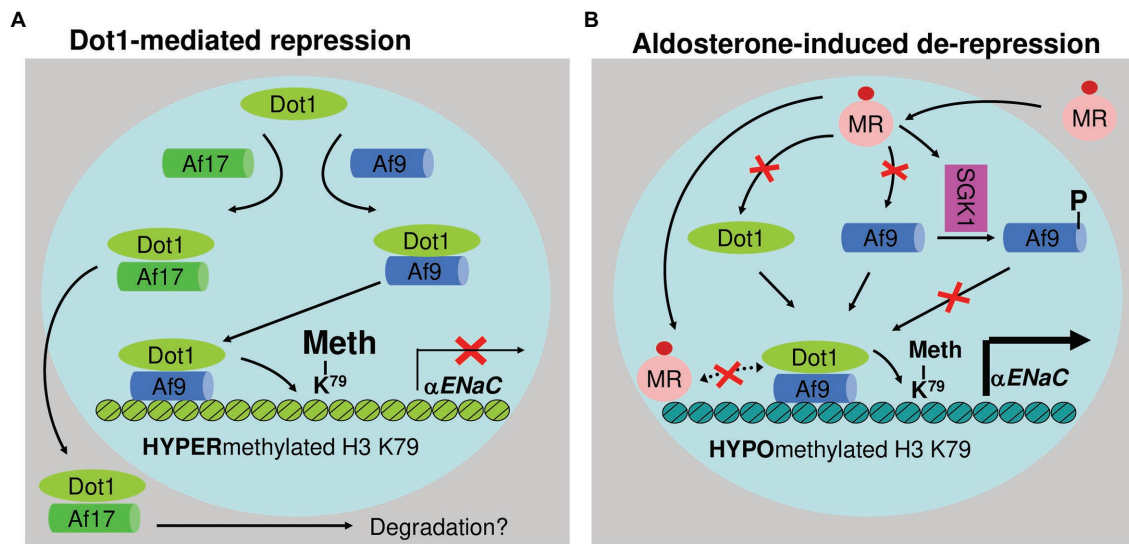 A
Dot1-mediated repression
Dot1
Af17
Af9
Dot1
Af17
Dot1
Af9
Dot1
Af9
Meth
K79
αENaC
HYPERmethylated H3 K79
Dot1
Af17
Degradation?
B
Aldosterone-induced de-repression
MR
MR
SGK1
P
Dot1
Af9
Af9
MR
Dot1
Af9
Meth
K79
αENaC
HYPOmethylated H3 K79